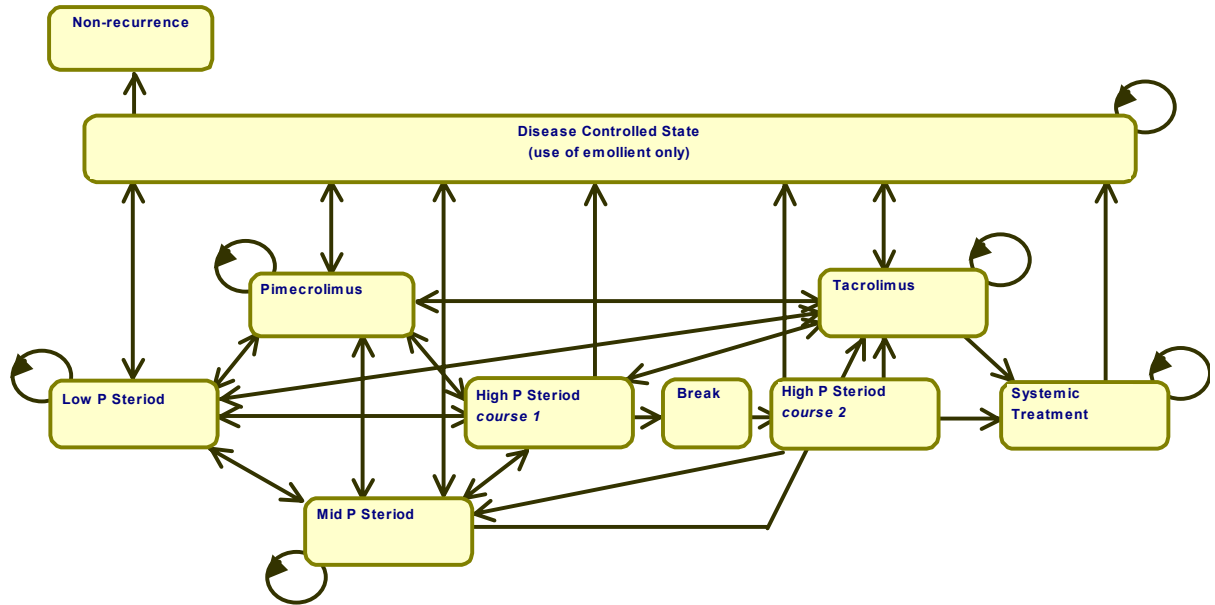 Non-recurrence
Disease Controlled State
(use of emollient only)
Pimecrolimus
Tacrolimus
Low P Steriod
High P Steriod
course 1
Break
High P Steriod
course 2
Systemic
Treatment
Mid P Steriod